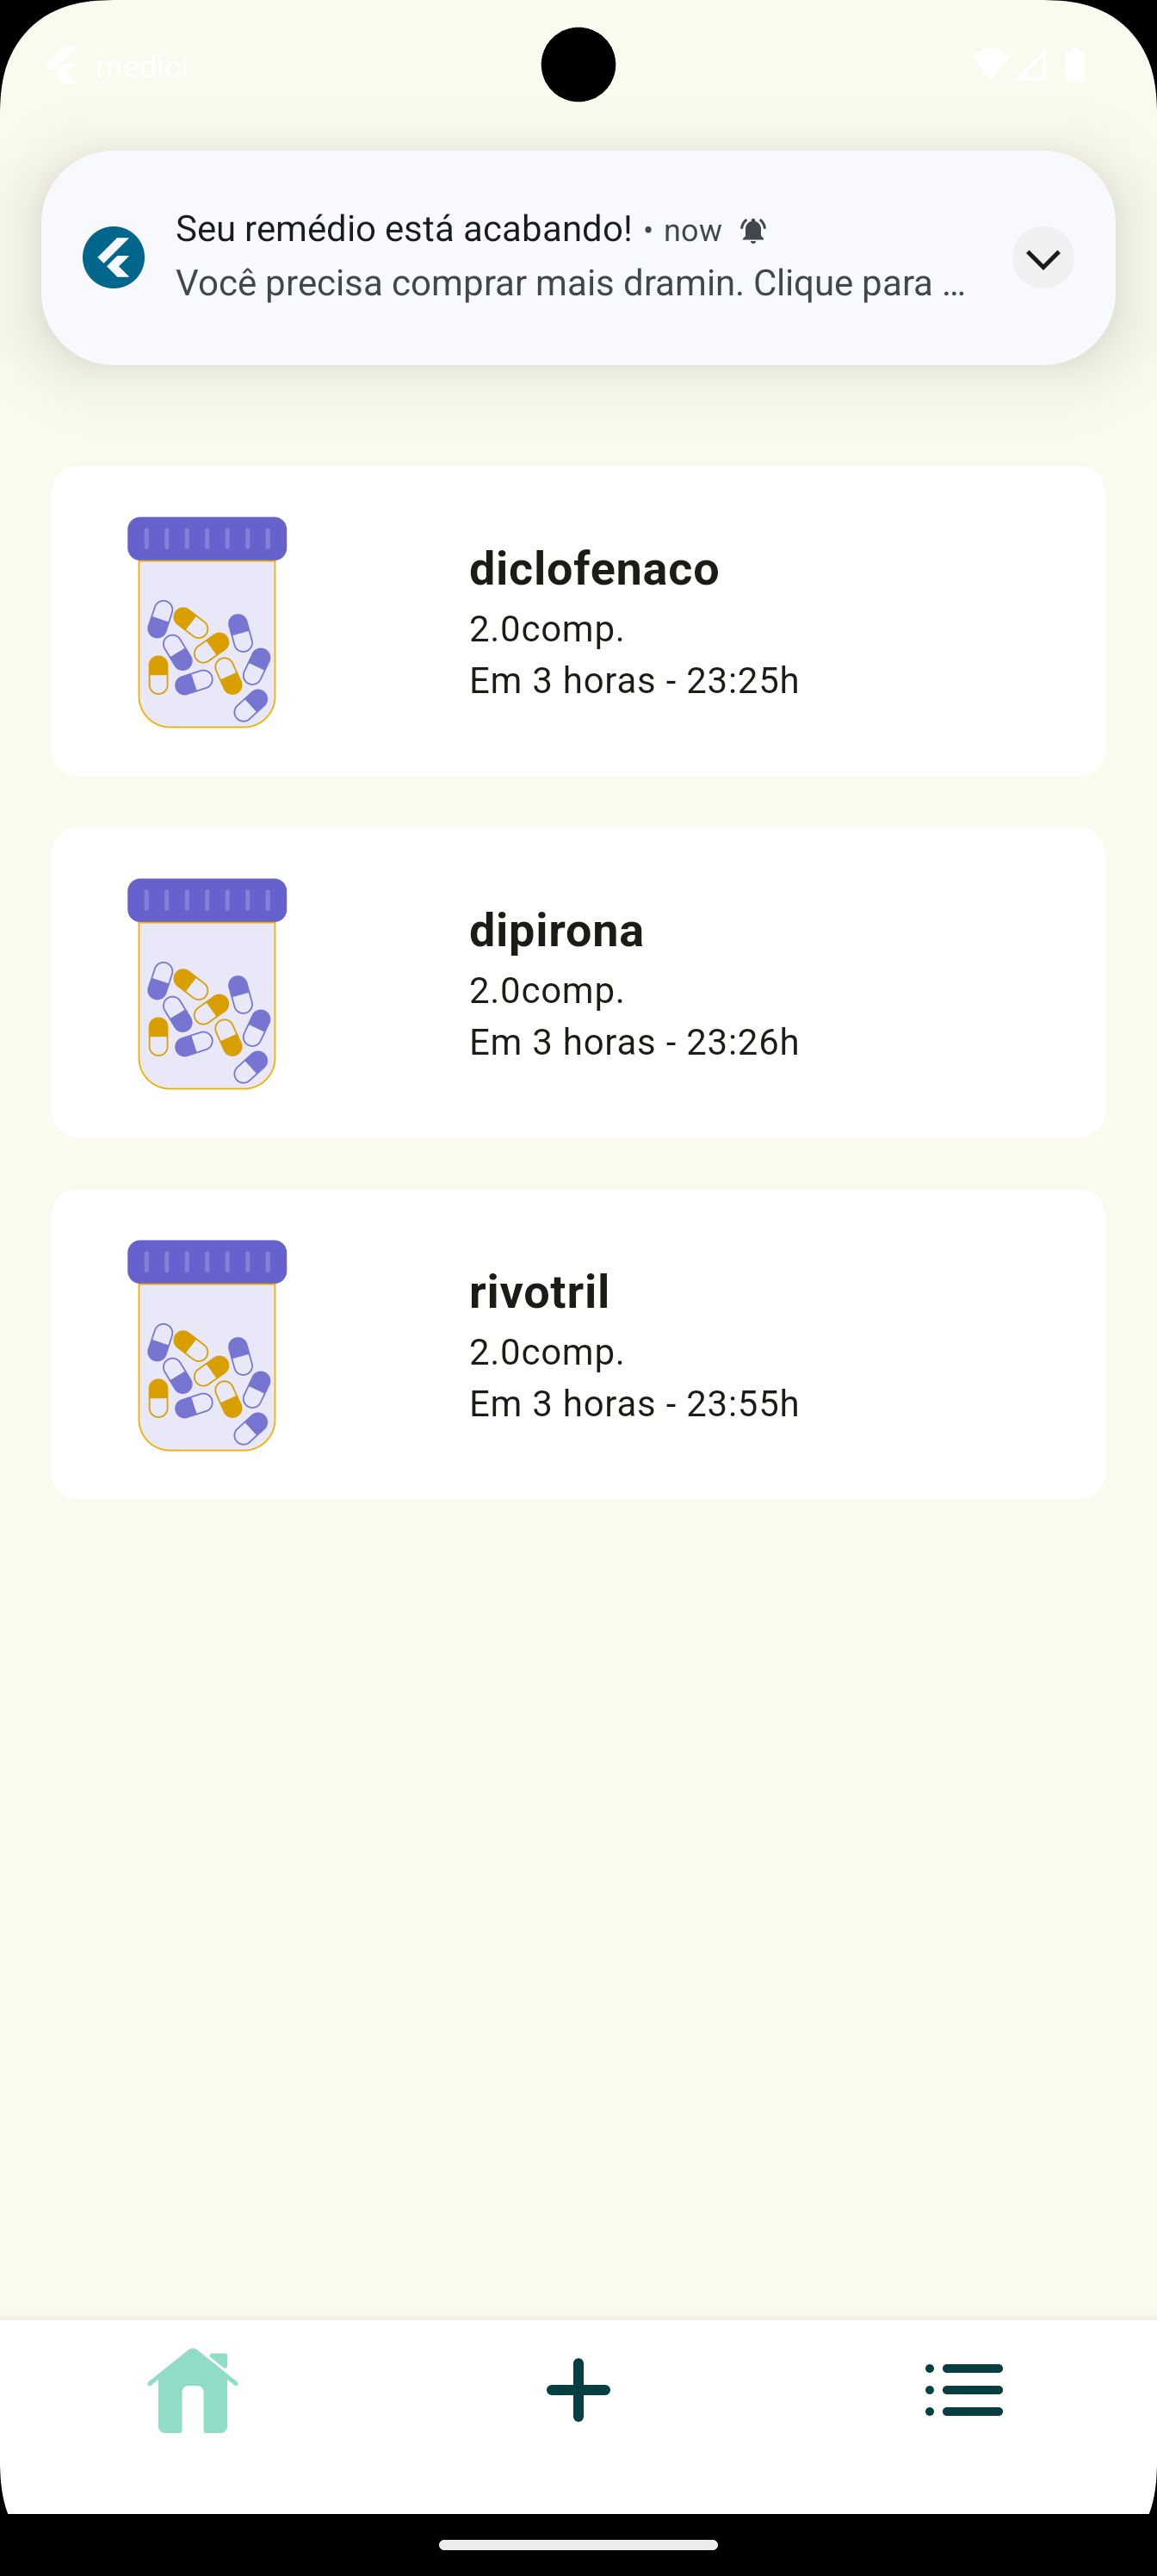 medici
Seu remédio está acabando! • now
Você precisa comprar mais dramin. Clique para ...
diclofenaco
2.0comp.
Em 3 horas - 23:25h
dipirona
2.0comp.
Em 3 horas - 23:26h
rivotril
2.0comp.
Em 3 horas - 23:55h